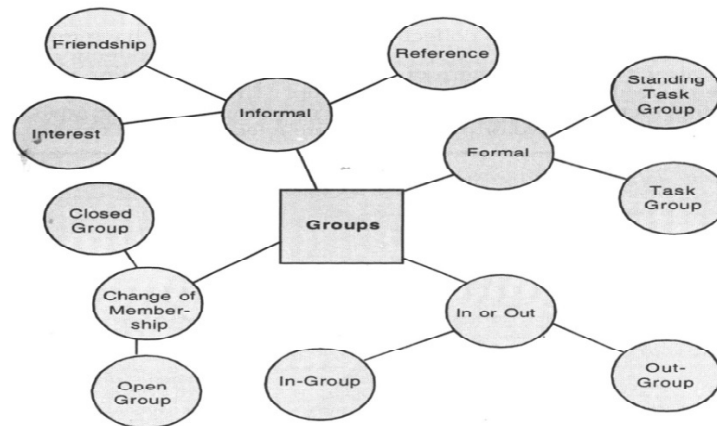 Friendship
Reference
Informal
Interest
Standing
Task
Group
Formal
Task
Group
Closed
Group
Groups
Change of
Member-
ship
In or Out
In-Group
Out-
Group
Open
Group